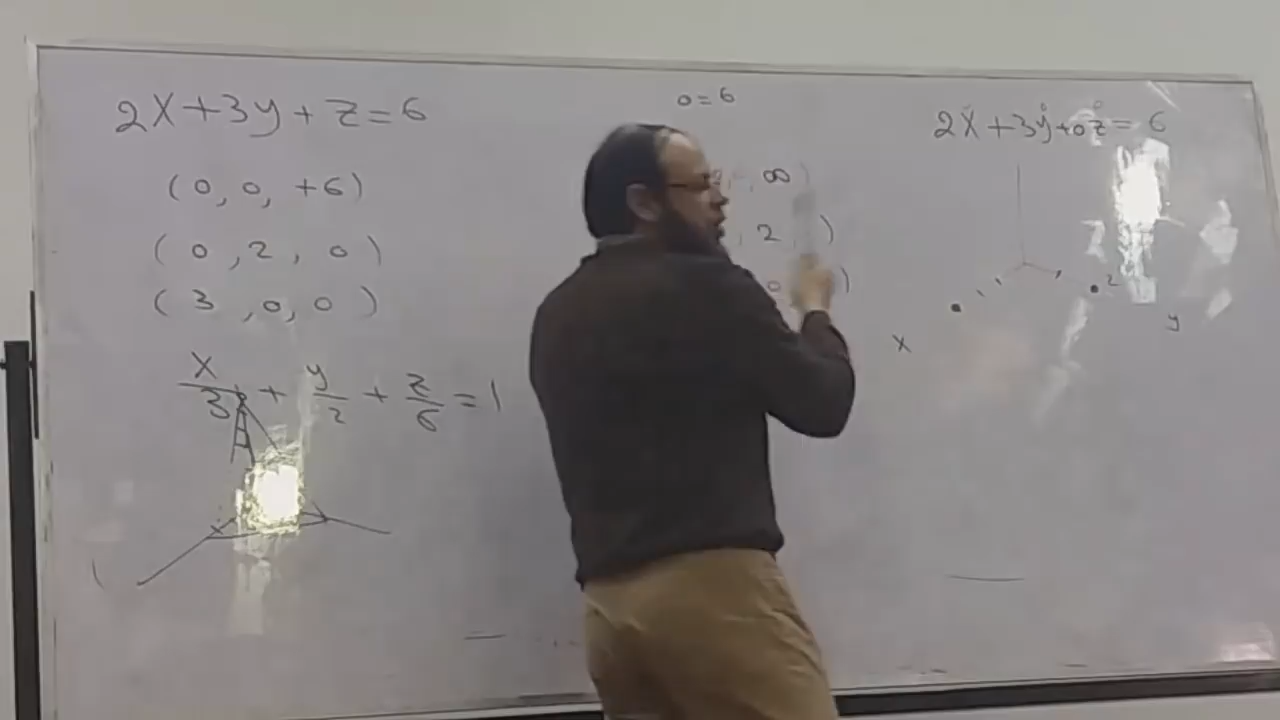 2X+3y+z=6
(0, 0, +6)
(0, 2, 0)
(3, 0, 0)
X/3 + y/2 + z/6 = 1
0=6
, ∞)
, 2, )
0 )
2X+3y+0z=6
2
y
X